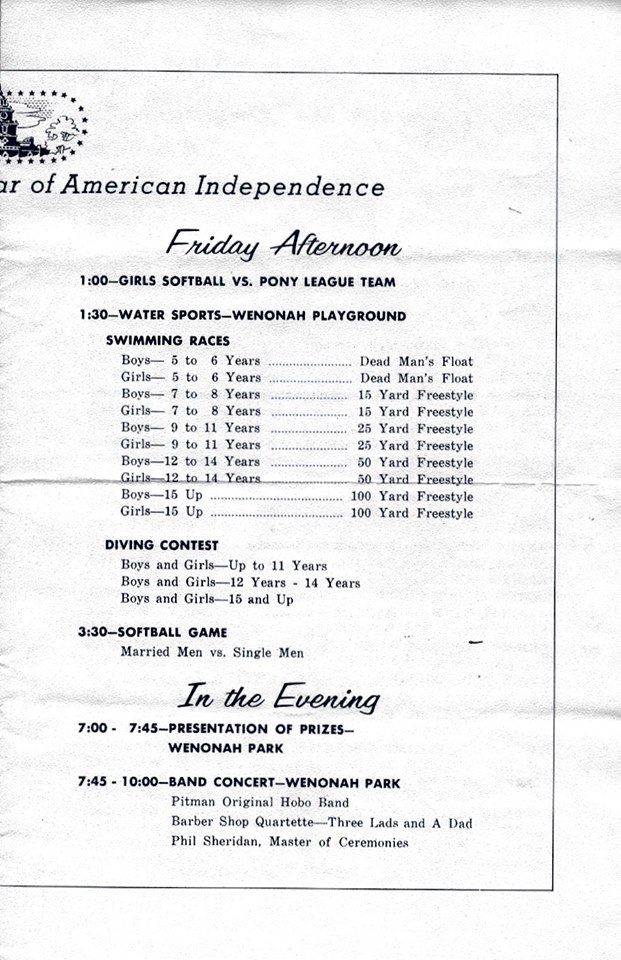 ar of American Independence
Friday Afternoon
1:00—GIRLS SOFTBALL VS. PONY LEAGUE TEAM
1:30—WATER SPORTS—WENONAH PLAYGROUND
SWIMMING RACES
Boys— 5 to 6 Years ........................ Dead Man's Float
Girls— 5 to 6 Years ........................ Dead Man's Float
Boys— 7 to 8 Years ...................... 15 Yard Freestyle
Girls— 7 to 8 Years ...................... 15 Yard Freestyle
Boys— 9 to 11 Years ...................... 25 Yard Freestyle
Girls— 9 to 11 Years ...................... 25 Yard Freestyle
Boys—12 to 14 Years ...................... 50 Yard Freestyle
Girls—12 to 14 Years ...................... 50 Yard Freestyle
Boys—15 Up ...................................... 100 Yard Freestyle
Girls—15 Up ...................................... 100 Yard Freestyle
DIVING CONTEST
Boys and Girls—Up to 11 Years
Boys and Girls—12 Years - 14 Years
Boys and Girls—15 and Up
3:30—SOFTBALL GAME
Married Men vs. Single Men
In the Evening
7:00 - 7:45—PRESENTATION OF PRIZES—
WENONAH PARK
7:45 - 10:00—BAND CONCERT—WENONAH PARK
Pitman Original Hobo Band
Barber Shop Quartette—Three Lads and A Dad
Phil Sheridan, Master of Ceremonies